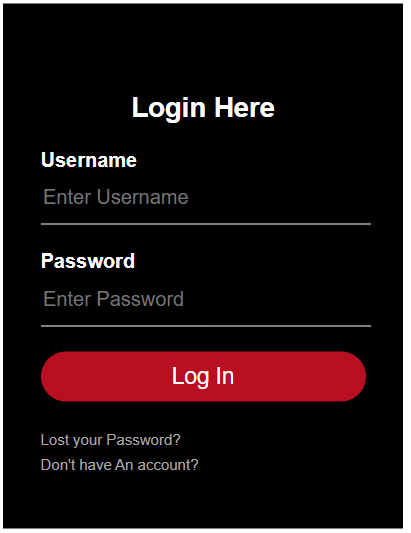 Login Here
Username
Enter Username
Password
Enter Password
Log In
Lost your Password?
Don't have An account?